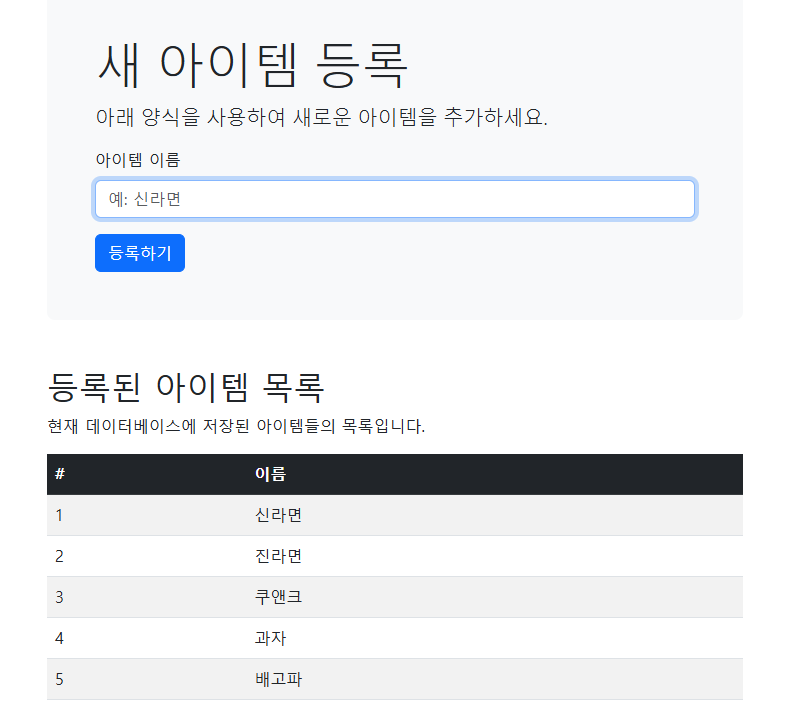 새 아이템 등록
아래 양식을 사용하여 새로운 아이템을 추가하세요.
아이템 이름
예: 신라면
등록하기
등록된 아이템 목록
현재 데이터베이스에 저장된 아이템들의 목록입니다.
# 이름
1 신라면
2 진라면
3 쿠앤크
4 과자
5 배고파